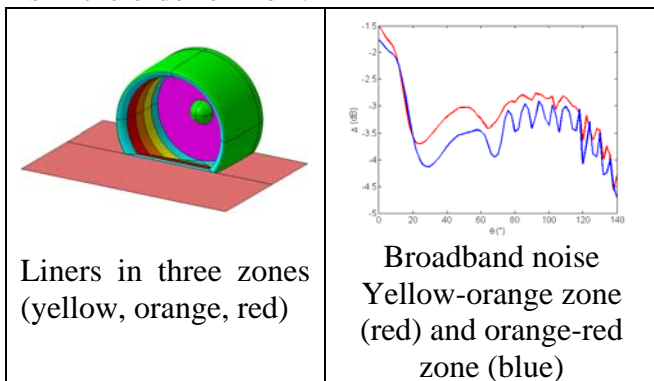 -1.5
-2
-2.5
-3
-3.5
-4
-4.5
-5
Δ (dB)
0 20 40 60 80 100 120 140
θ (°)
Liners in three zones
(yellow, orange, red)
Broadband noise
Yellow-orange zone
(red) and orange-red
zone (blue)